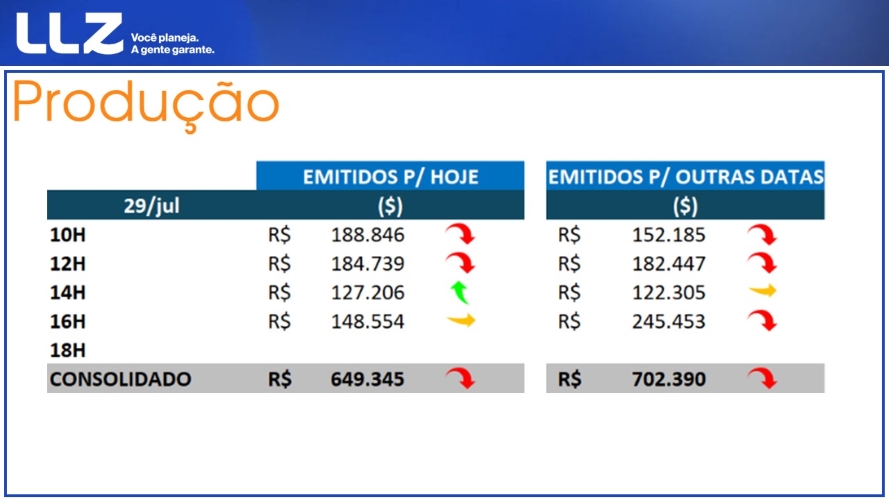 LLZ Você planeja.
A gente garante.
Produção
EMITIDOS P/ HOJE EMITIDOS P/ OUTRAS DATAS
29/jul ($) ($)
10H R$ 188.846 R$ 152.185
12H R$ 184.739 R$ 182.447
14H R$ 127.206 R$ 122.305
16H R$ 148.554 R$ 245.453
18H
CONSOLIDADO R$ 649.345 R$ 702.390